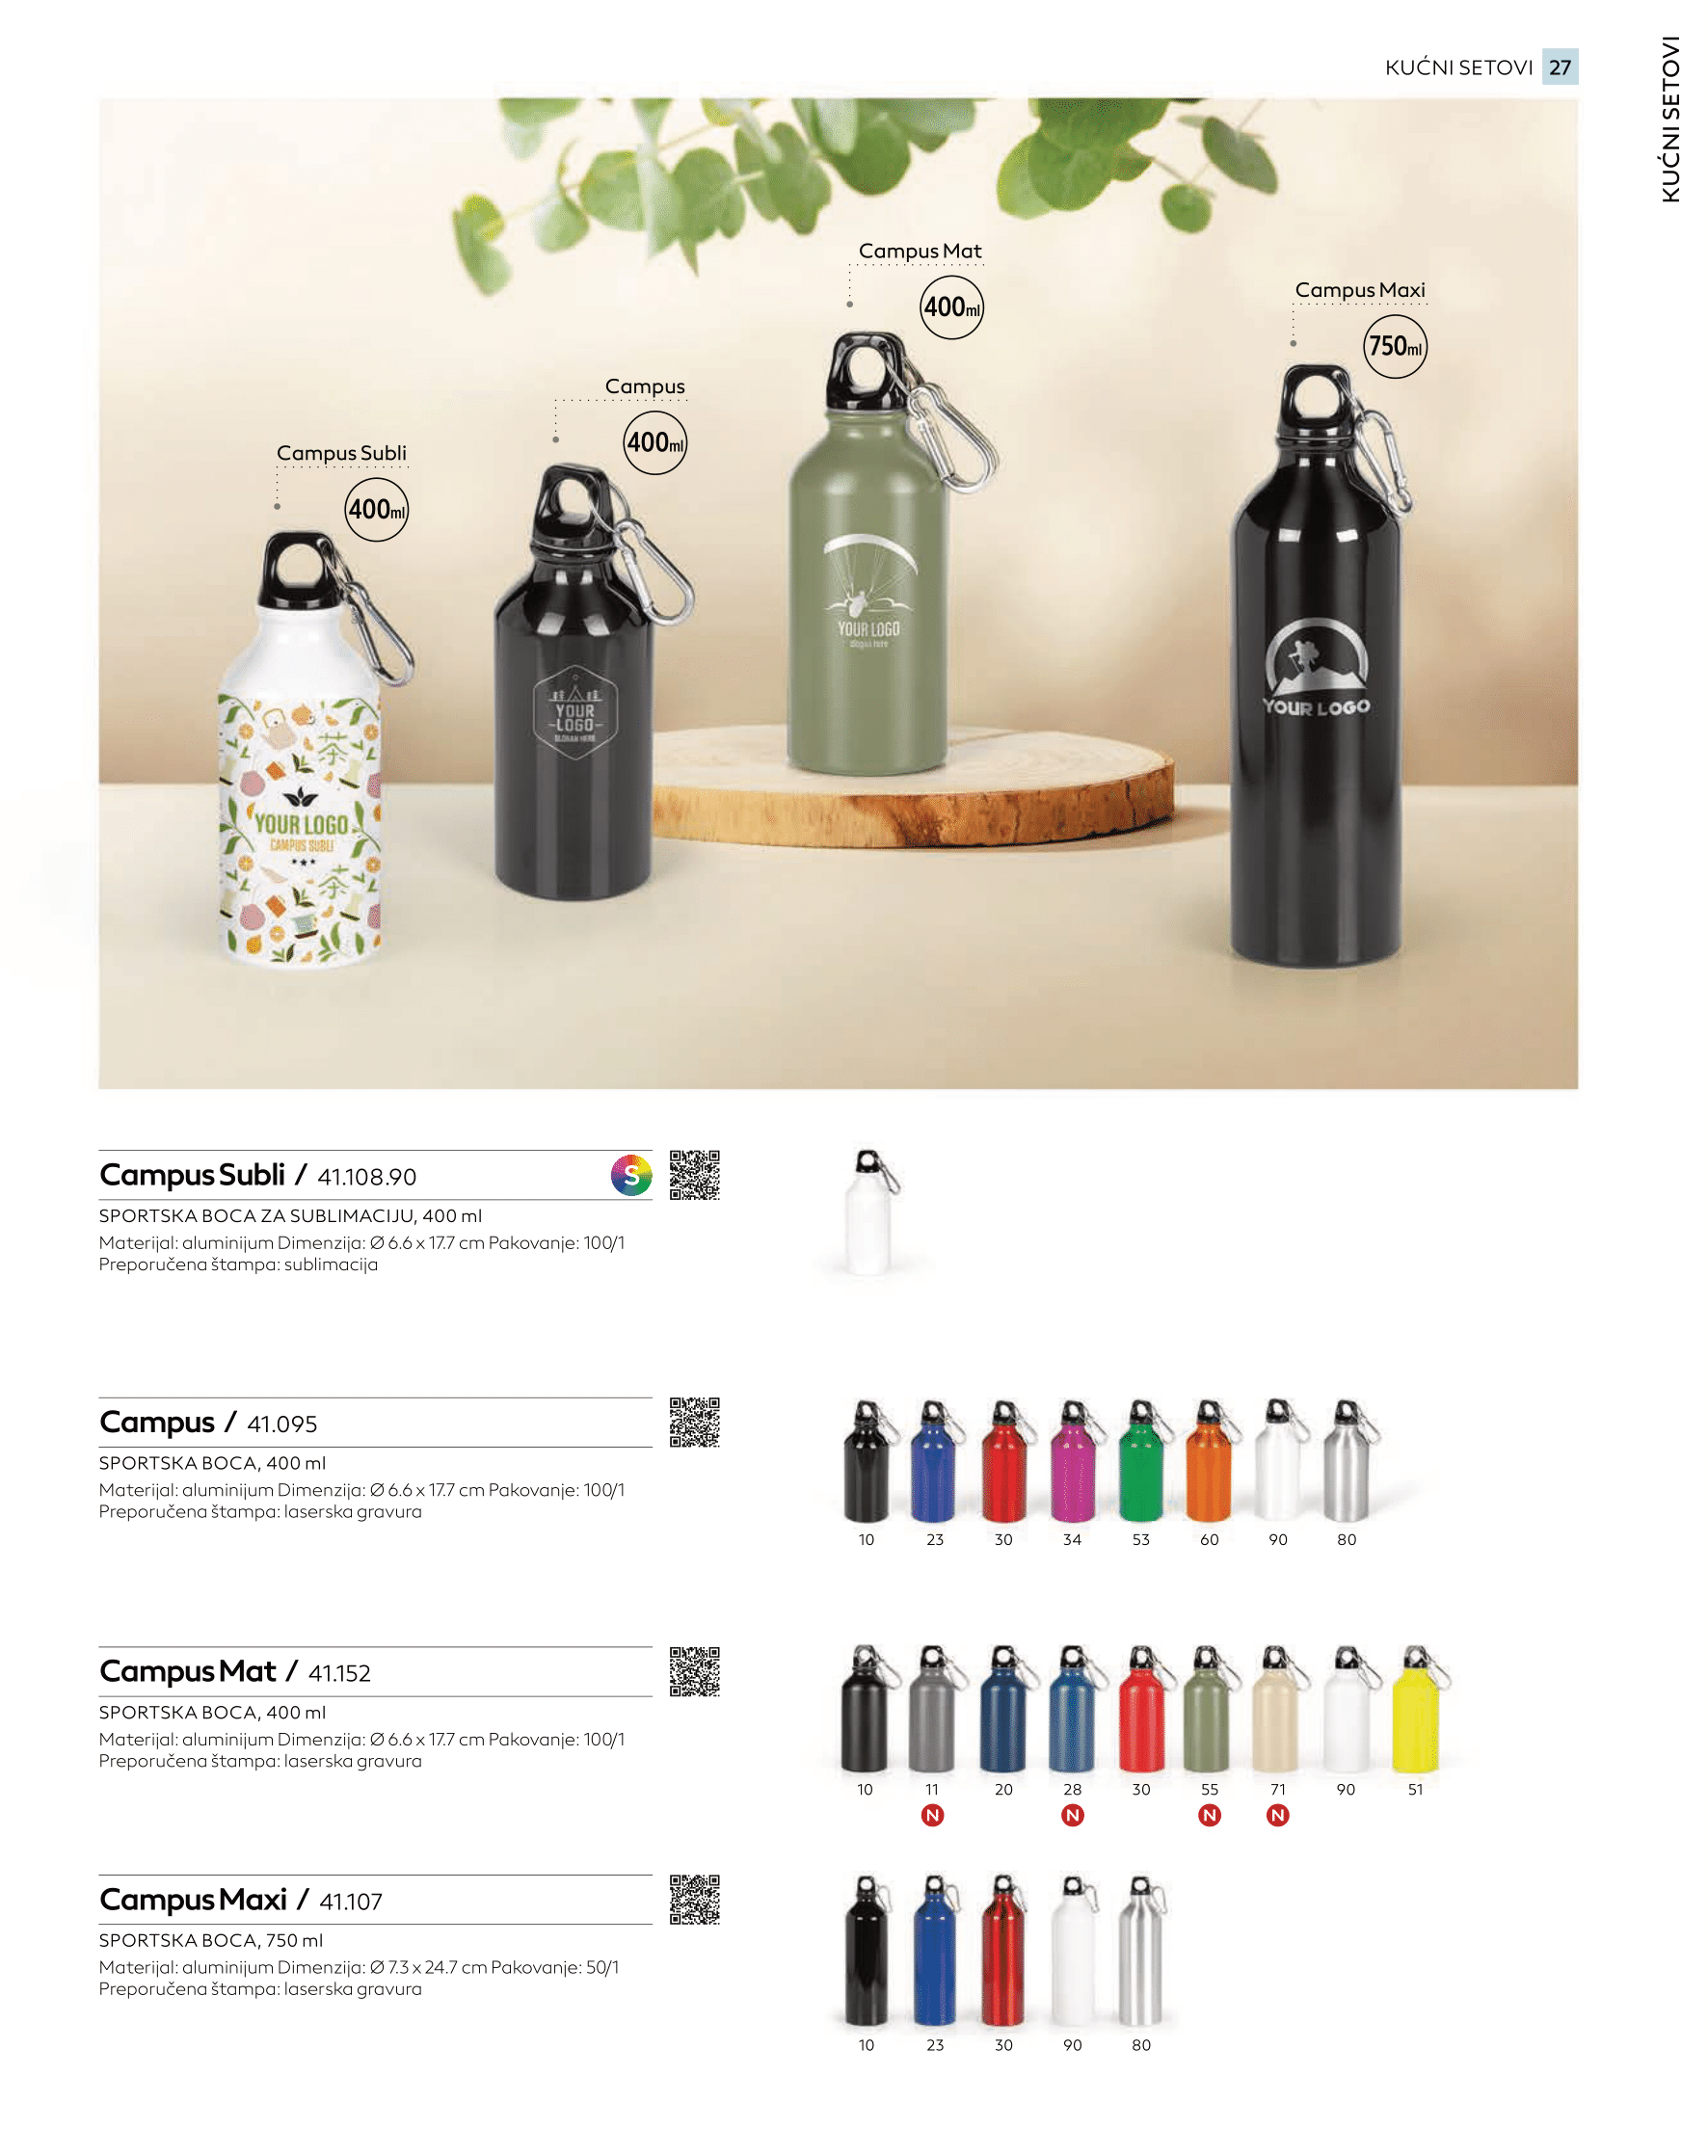 KUĆNI SETOVI 27
KUĆNI SETOVI
Campus Mat
400ml
Campus Maxi
750ml
Campus
400ml
Campus Subli
400ml
YOUR LOGO
slogan here
YOUR
LOGO
SLOGAN HERE
YOUR LOGO
茶
YOUR LOGO
CAMPUS SUBLI
茶
Campus Subli / 41.108.90
S
SPORTSKA BOCA ZA SUBLIMACIJU, 400 ml
Materijal: aluminijum Dimenzija: Ø 6.6 x 17.7 cm Pakovanje: 100/1
Preporučena štampa: sublimacija
Campus / 41.095
SPORTSKA BOCA, 400 ml
Materijal: aluminijum Dimenzija: Ø 6.6 x 17.7 cm Pakovanje: 100/1
Preporučena štampa: laserska gravura
10 23 30 34 53 60 90 80
Campus Mat / 41.152
SPORTSKA BOCA, 400 ml
Materijal: aluminijum Dimenzija: Ø 6.6 x 17.7 cm Pakovanje: 100/1
Preporučena štampa: laserska gravura
10 11 20 28 30 55 71 90 51
N N N N
Campus Maxi / 41.107
SPORTSKA BOCA, 750 ml
Materijal: aluminijum Dimenzija: Ø 7.3 x 24.7 cm Pakovanje: 50/1
Preporučena štampa: laserska gravura
10 23 30 90 80